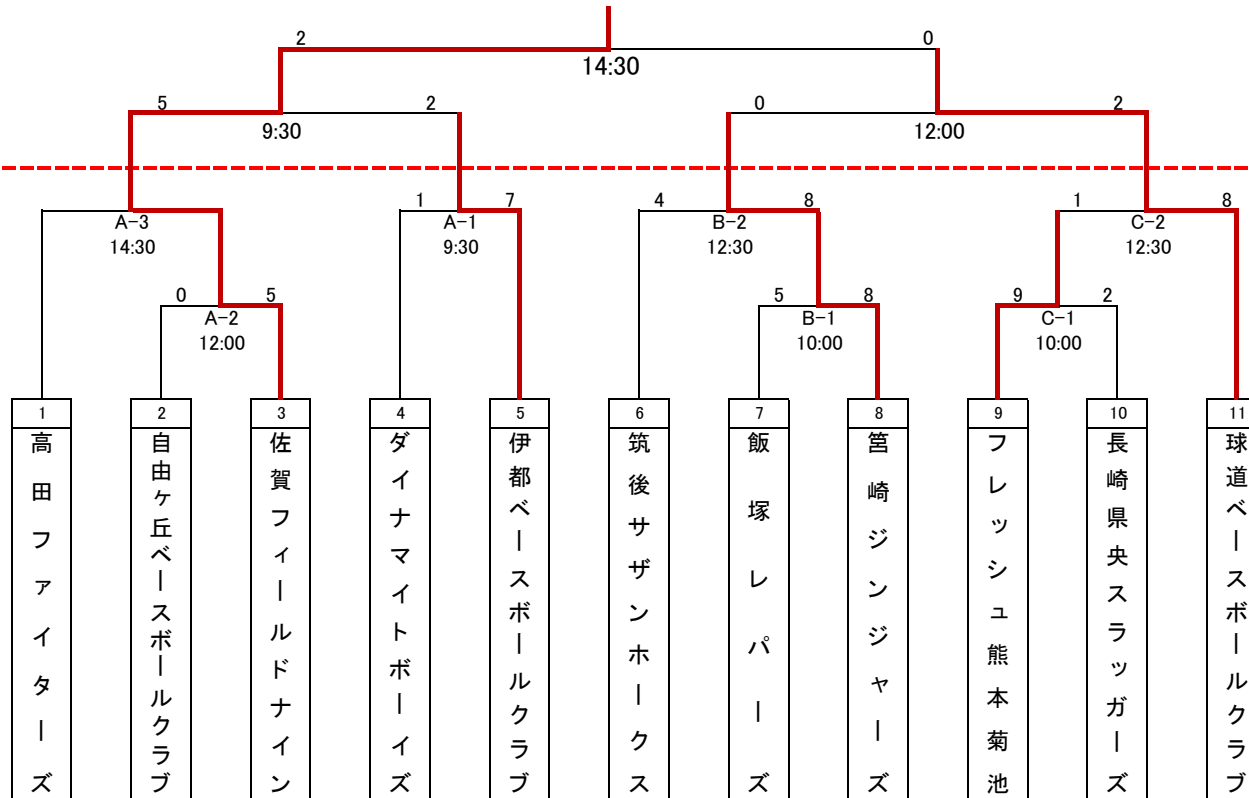 2 0
14:30
5 2 0 2
9:30 12:00
1 7 4 8 1 8
A-3 A-1 B-2 C-2
14:30 9:30 12:30 12:30
0 5 5 8 9 2
A-2 B-1 C-1
12:00 10:00 10:00
1 2 3 4 5 6 7 8 9 10 11
高田ファイターズ
自由ヶ丘ベースボールクラブ
佐賀フィールドナイン
ダイナマイトボーイズ
伊都ベースボールクラブ
筑後サザンホークス
飯塚レパーズ
筥崎ジンジャーズ
フレッシュ熊本菊池
長崎県央スラッガーズ
球道ベースボールクラブ